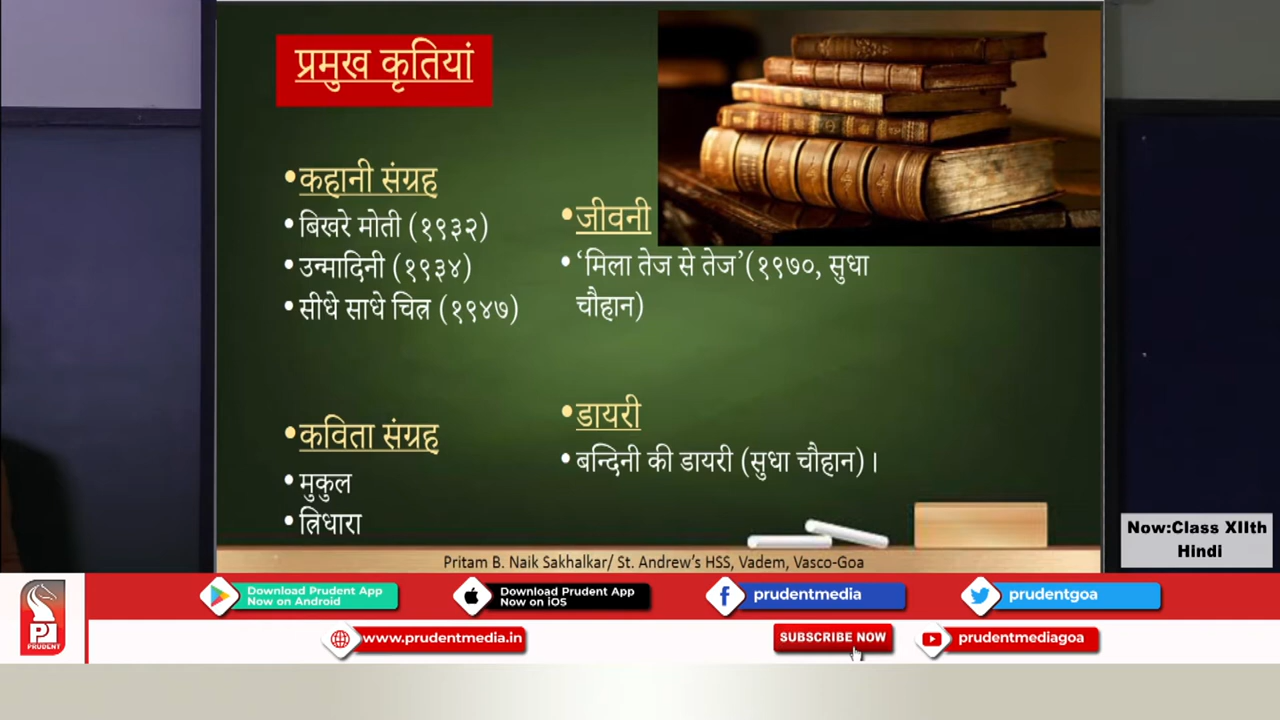 प्रमुख कृतियां
•कहानी संग्रह
•बिखरे मोती (१९३२)
•उन्मादिनी (१९३४)
•सीधे साधे चित्र (१९४७)
•कविता संग्रह
•मुकुल
•त्रिधारा
•जीवनी
•‘मिला तेज से तेज’(१९७०, सुधा
चौहान)
•डायरी
•बन्दिनी की डायरी (सुधा चौहान)।
Pritam B. Naik Sakhalkar/ St. Andrew’s HSS, Vadem, Vasco-Goa
Now:Class XIIth
Hindi
PRUDENT
Download Prudent App
Now on Android
Download Prudent App
Now on iOS
prudentmedia
prudentgoa
www.prudentmedia.in
SUBSCRIBE NOW
prudentmediagoa